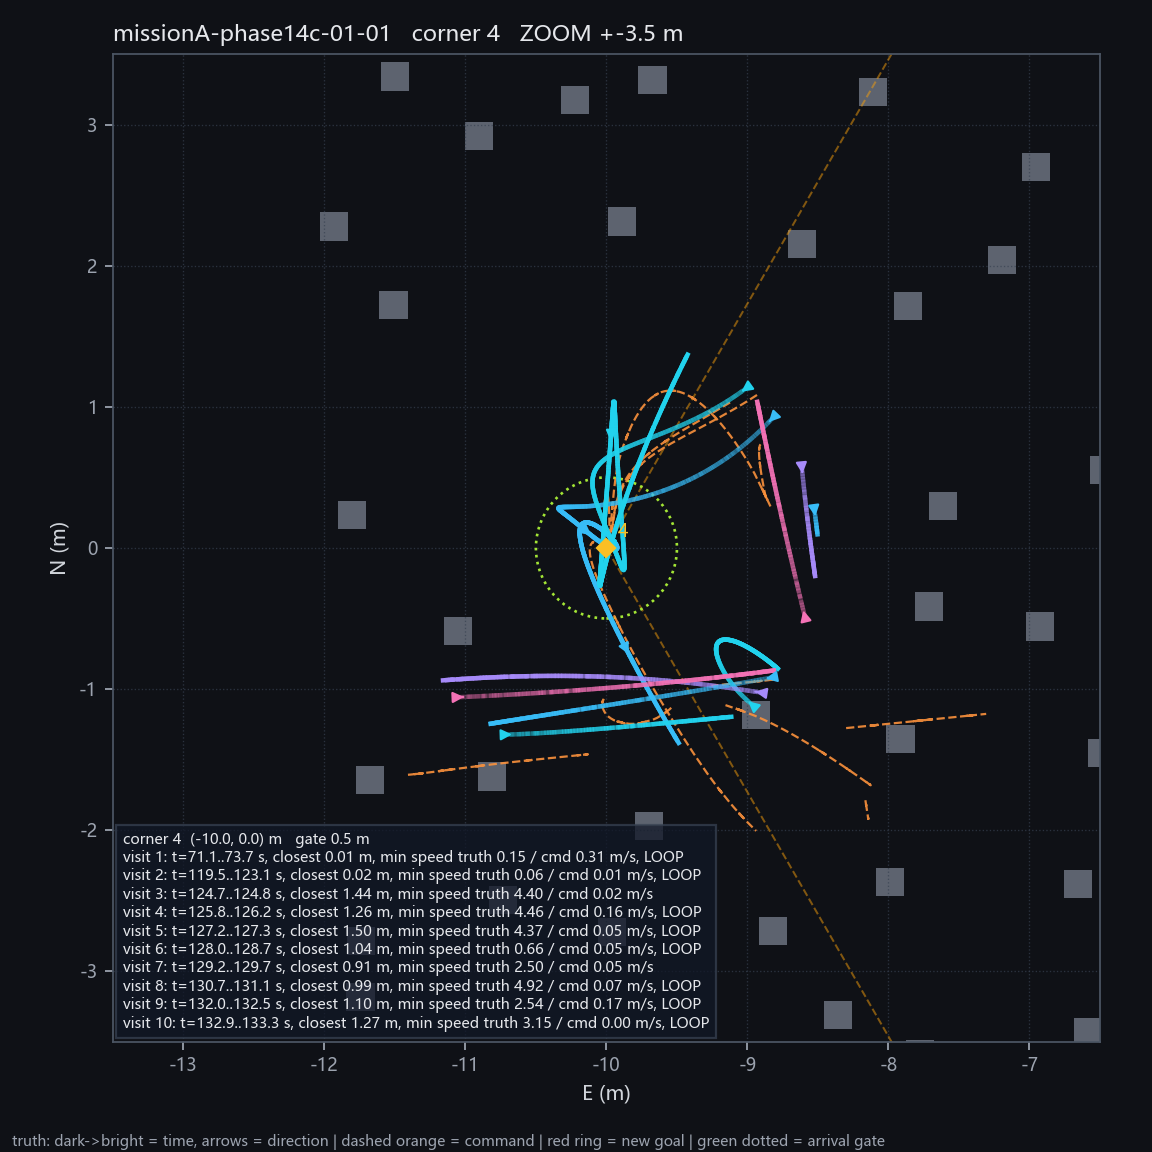 missionA-phase14c-01-01   corner 4   ZOOM +-3.5 m
N (m)
3
2
1
0
-1
-2
-3
4
corner 4  (-10.0, 0.0) m   gate 0.5 m
visit 1: t=71.1..73.7 s, closest 0.01 m, min speed truth 0.15 / cmd 0.31 m/s, LOOP
visit 2: t=119.5..123.1 s, closest 0.02 m, min speed truth 0.06 / cmd 0.01 m/s, LOOP
visit 3: t=124.7..124.8 s, closest 1.44 m, min speed truth 4.40 / cmd 0.02 m/s
visit 4: t=125.8..126.2 s, closest 1.26 m, min speed truth 4.46 / cmd 0.16 m/s, LOOP
visit 5: t=127.2..127.3 s, closest 1.50 m, min speed truth 4.37 / cmd 0.05 m/s, LOOP
visit 6: t=128.0..128.7 s, closest 1.04 m, min speed truth 0.66 / cmd 0.05 m/s, LOOP
visit 7: t=129.2..129.7 s, closest 0.91 m, min speed truth 2.50 / cmd 0.05 m/s
visit 8: t=130.7..131.1 s, closest 0.99 m, min speed truth 4.92 / cmd 0.07 m/s, LOOP
visit 9: t=132.0..132.5 s, closest 1.10 m, min speed truth 2.54 / cmd 0.17 m/s, LOOP
visit 10: t=132.9..133.3 s, closest 1.27 m, min speed truth 3.15 / cmd 0.00 m/s, LOOP
-13 -12 -11 -10 -9 -8 -7
E (m)
truth: dark->bright = time, arrows = direction | dashed orange = command | red ring = new goal | green dotted = arrival gate